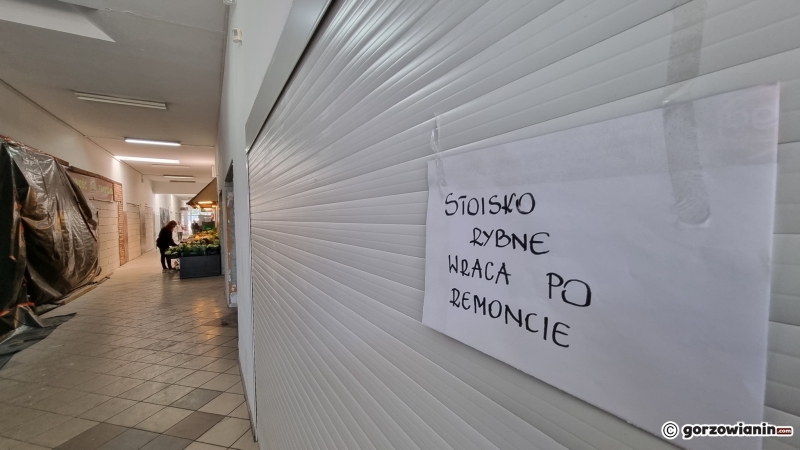 STOISKO
RYBNE
WRACA PO
REMONCIE
© gorzowianin.com